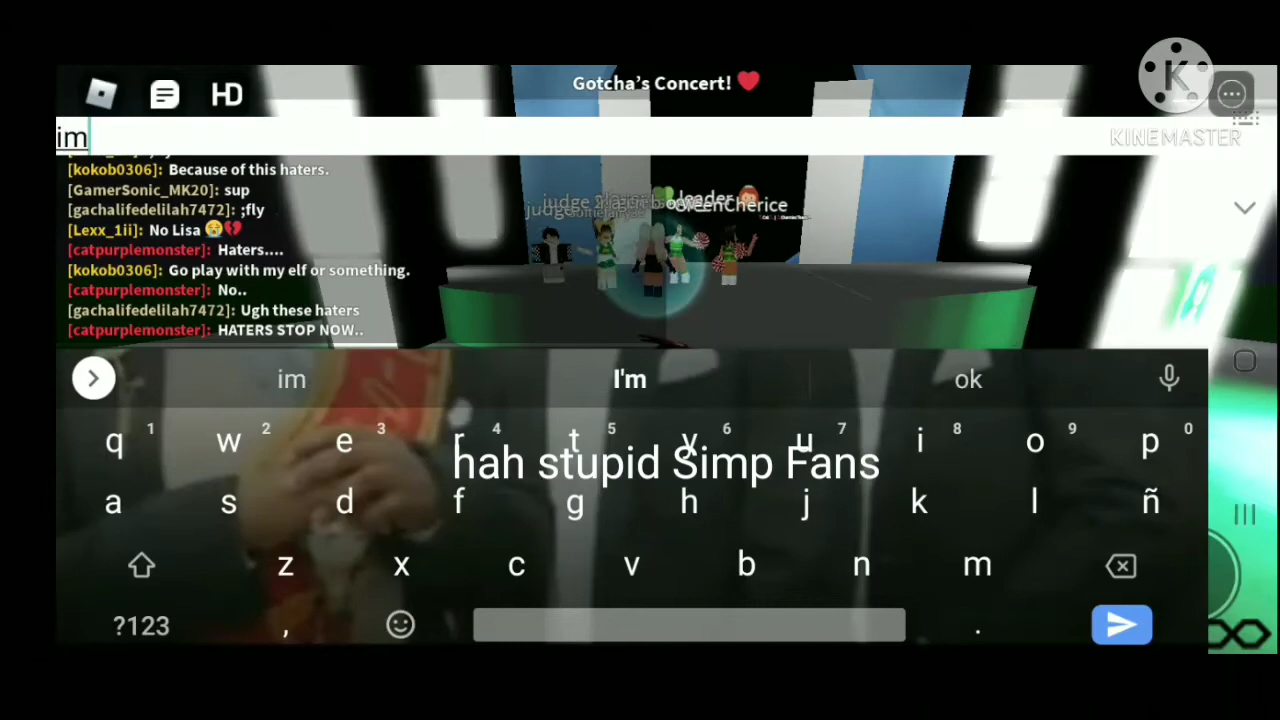 Gotcha’s Concert! ❤️
HD
im
KINEMASTER
[kokob0306]: Because of this haters.
[GamerSonic_MK20]: sup
[gachalifedelilah7472]: ;fly
[Lexx_1ii]: No Lisa 😭💔
[catpurplemonster]: Haters....
[kokob0306]: Go play with my elf or something.
[catpurplemonster]: No..
[gachalifedelilah7472]: Ugh these haters
[catpurplemonster]: HATERS STOP NOW..
leader
judge
im I'm ok
q 1 w 2 e 3 r 4 t 5 y 6 u 7 i 8 o 9 p 0
hah stupid Simp Fans
a s d f g h j k l ñ
z x c v b n m
?123 , .